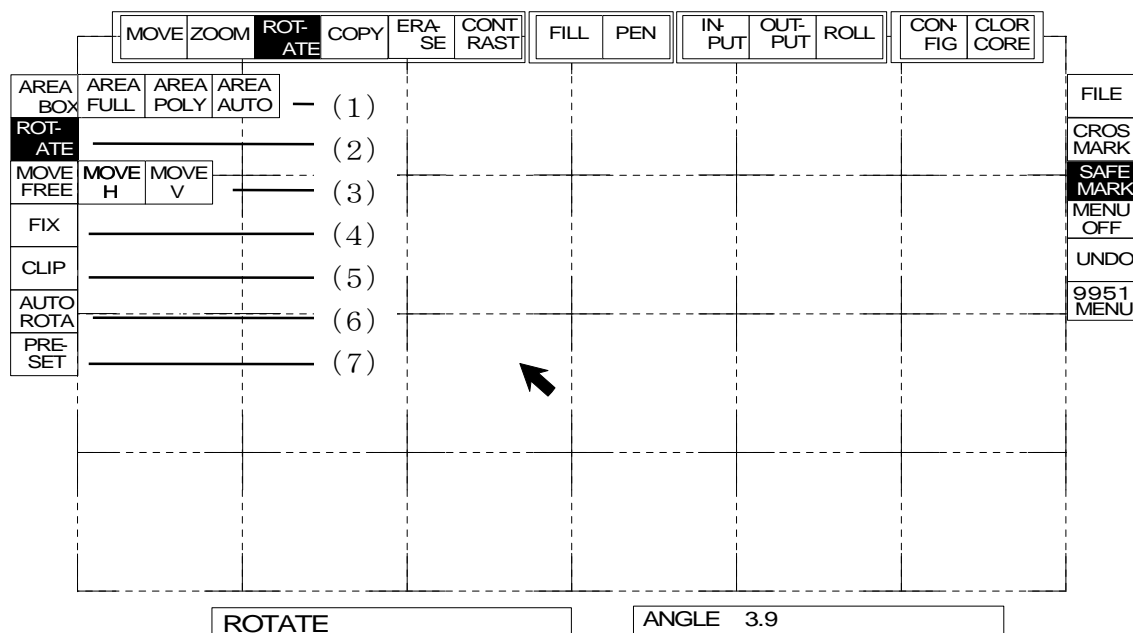 MOVE ZOOM ROT-ATE COPY ERA-SE CONT RAST FILL PEN IN-PUT OUT-PUT ROLL CON-FIG CLOR CORE
AREA BOX AREA FULL AREA POLY AREA AUTO (1)
ROT-ATE (2)
MOVE FREE MOVE H MOVE V (3)
FIX (4)
CLIP (5)
AUTO ROTA (6)
PRE-SET (7)
FILE
CROS MARK
SAFE MARK
MENU OFF
UNDO
9951 MENU
ROTATE
ANGLE 3.9